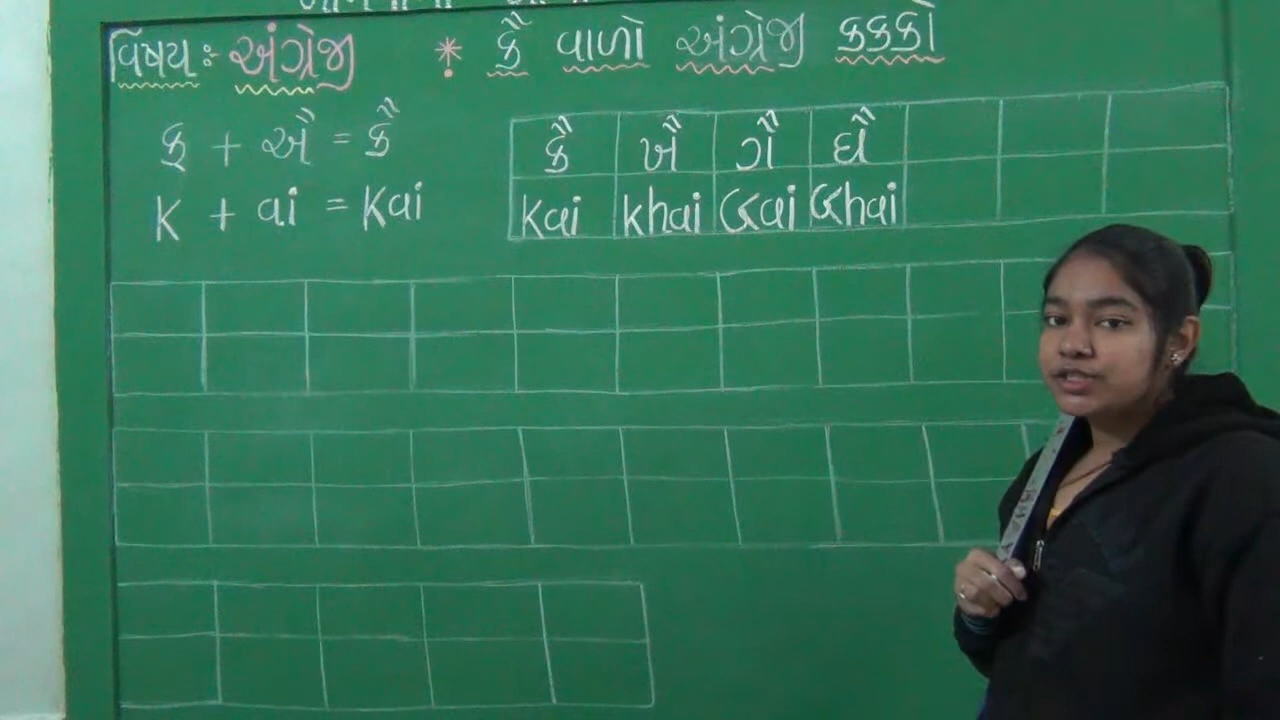 વિષય: અંગ્રેજી * કૈ વાળો અંગ્રેજી કક્કો
ક + ઐ = કૈ
K + ai = Kai
કૈ ખૈ ગૈ ઘૈ
Kai khai Gai Ghai